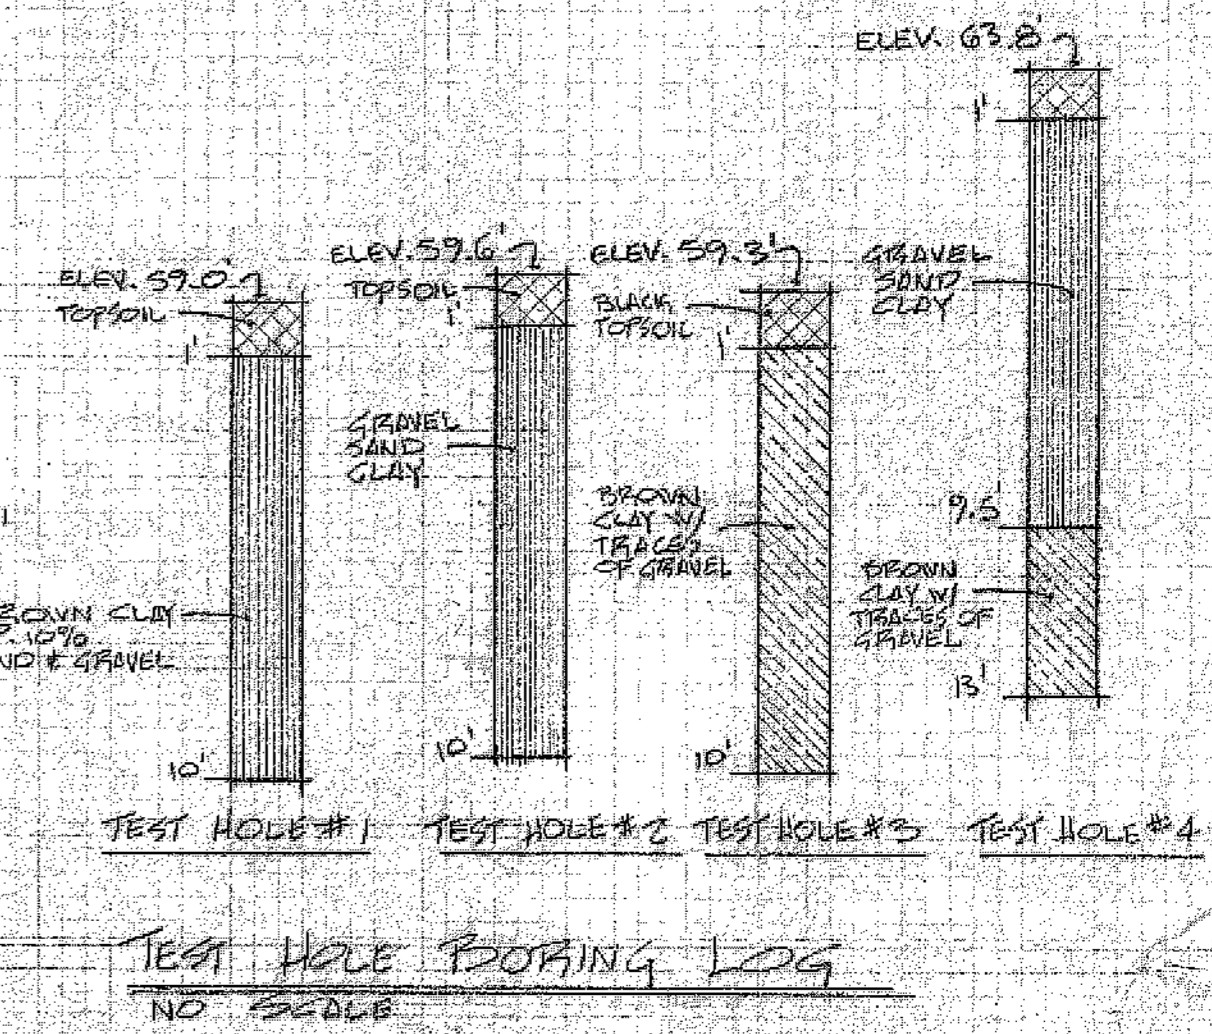 ELEV. 59.0'
TOPSOIL
1'
BROWN CLAY
10%
SAND & GRAVEL
10'
TEST HOLE #1
ELEV. 59.6'
TOPSOIL
1'
GRAVEL
SAND
CLAY
10'
TEST HOLE #2
ELEV. 59.3'
BLACK
TOPSOIL
1'
BROWN
CLAY W/
TRACES
OF GRAVEL
10'
TEST HOLE #3
ELEV. 63.8'
1'
GRAVEL
SAND
CLAY
9.5'
BROWN
CLAY W/
TRACES OF
GRAVEL
13'
TEST HOLE #4
TEST HOLE BORING LOG
NO SCALE